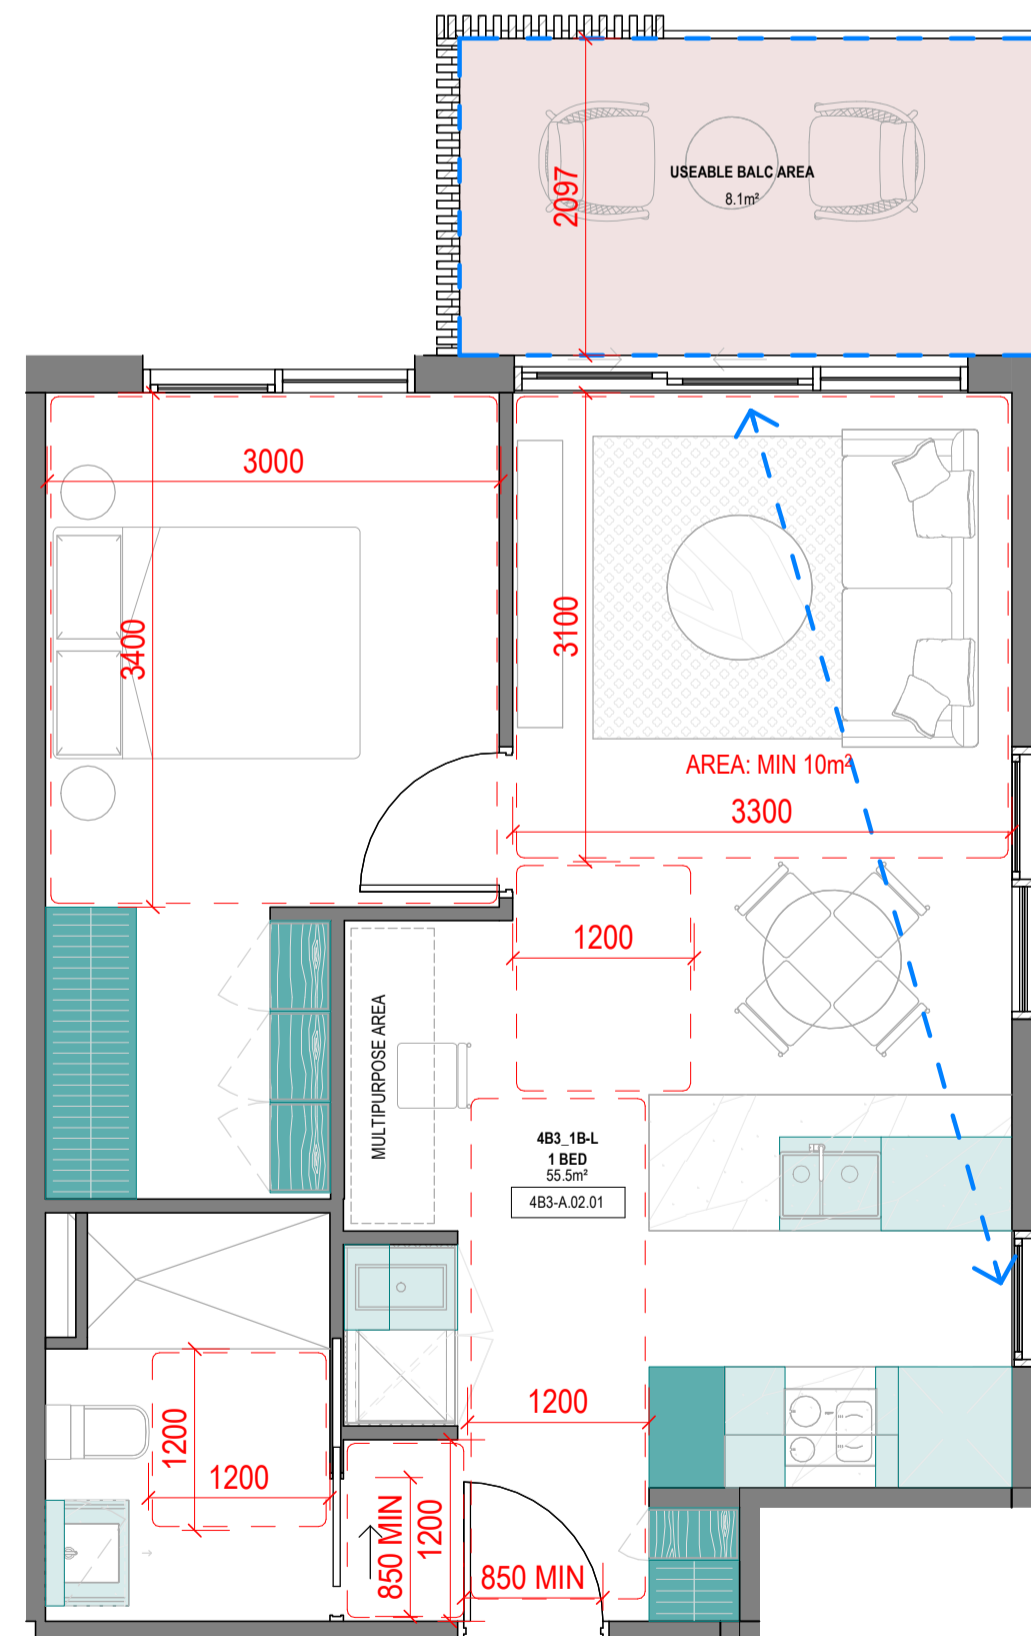 2097
USEABLE BALC AREA
8.1m²
3000
3400
3100
AREA: MIN 10m²
3300
1200
MULTIPURPOSE AREA
4B3_1B-L
1 BED
55.5m²
4B3-A.02.01
1200
1200
1200
850 MIN
1200
850 MIN